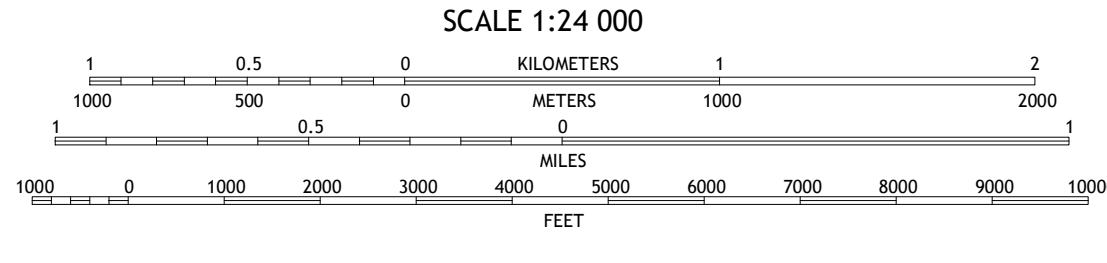 SCALE 1:24 000
1 0.5 0 KILOMETERS 1 2
1000 500 0 METERS 1000 2000
1 0.5 0 1
MILES
1000 0 1000 2000 3000 4000 5000 6000 7000 8000 9000 1000
FEET